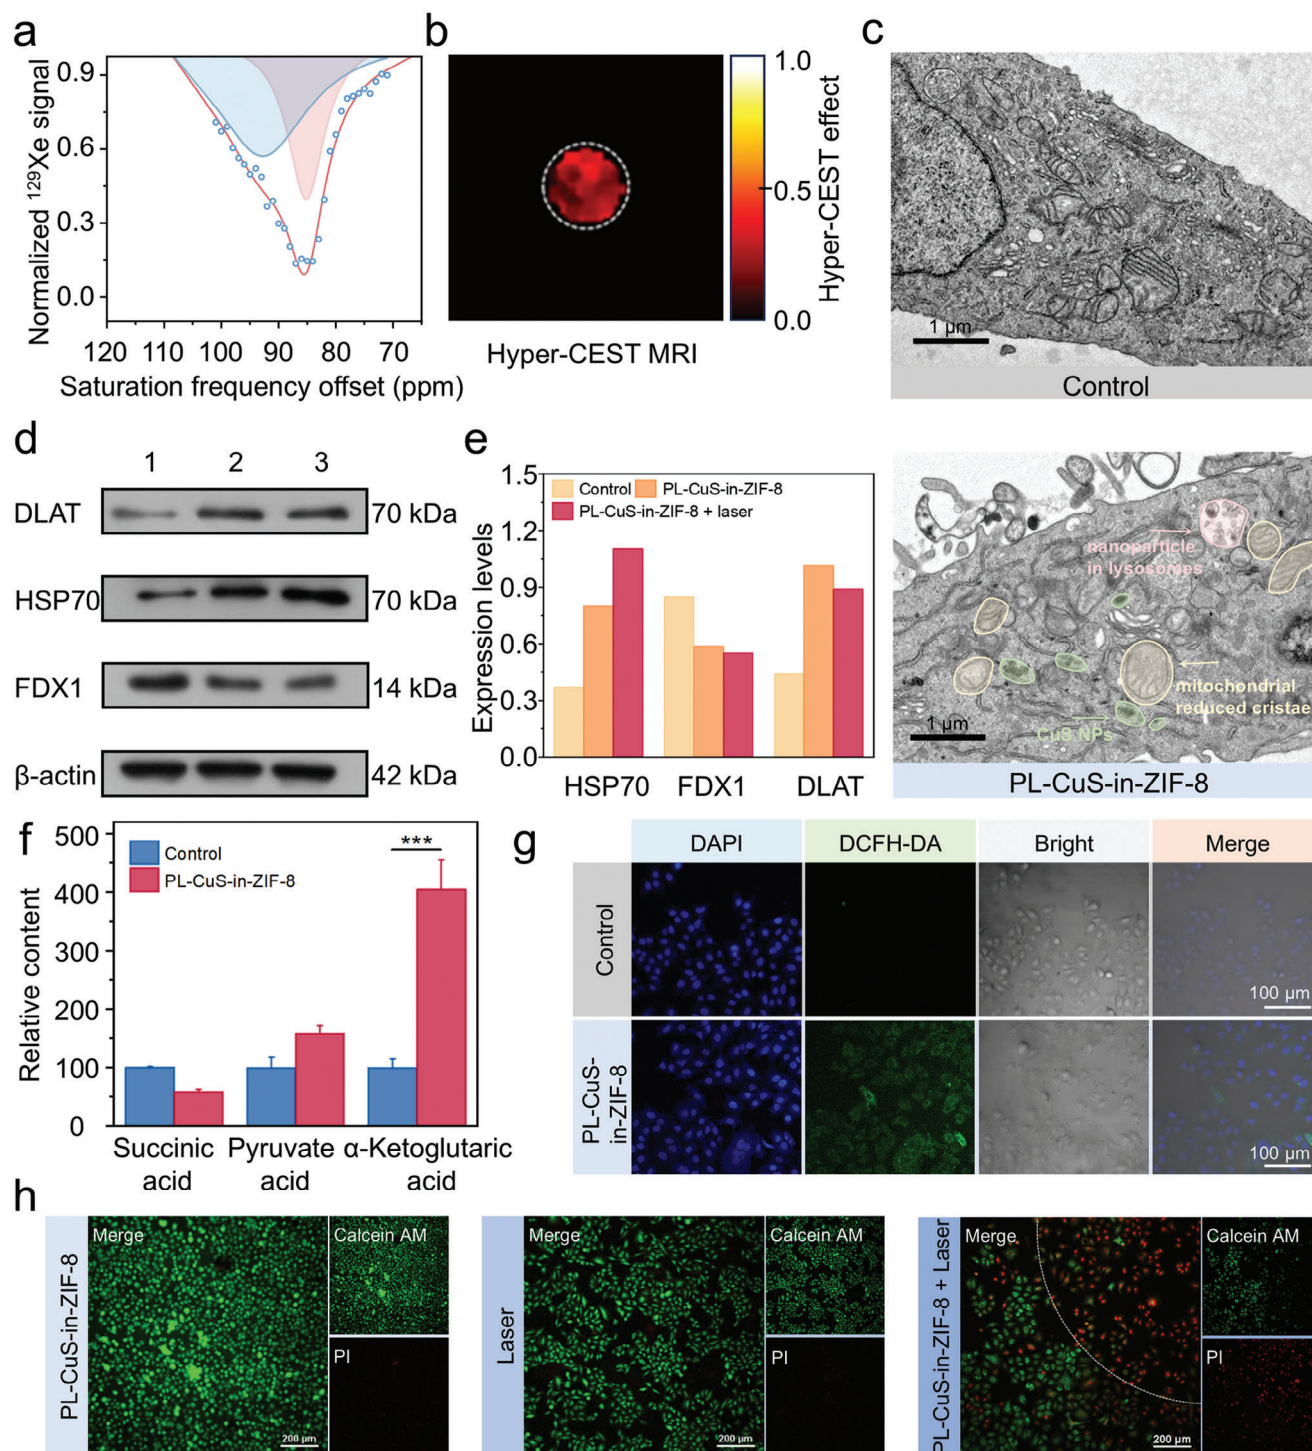 a
Normalized ¹²⁹Xe signal
0.9
0.6
0.3
0.0
120 110 100 90 80 70
Saturation frequency offset (ppm)
b
1.0
0.5
0.0
Hyper-CEST effect
Hyper-CEST MRI
c
1 μm
Control
nanoparticle
in lysosomes
mitochondrial
reduced cristae
CuS NPs
1 μm
PL-CuS-in-ZIF-8
d
1 2 3
DLAT 70 kDa
HSP70 70 kDa
FDX1 14 kDa
β-actin 42 kDa
e
Expression levels
1.5
1.2
0.9
0.6
0.3
0.0
Control PL-CuS-in-ZIF-8
PL-CuS-in-ZIF-8 + laser
HSP70 FDX1 DLAT
f
Relative content
500
400
300
200
100
0
Control
PL-CuS-in-ZIF-8
***
Succinic Pyruvate α-Ketoglutaric
acid acid acid
g
DAPI DCFH-DA Bright Merge
Control
100 μm
PL-CuS-
in-ZIF-8
100 μm
h
PL-CuS-in-ZIF-8
Merge
Calcein AM
PI
200 μm
Laser
Merge
Calcein AM
PI
200 μm
PL-CuS-in-ZIF-8 + Laser
Merge
Calcein AM
PI
200 μm